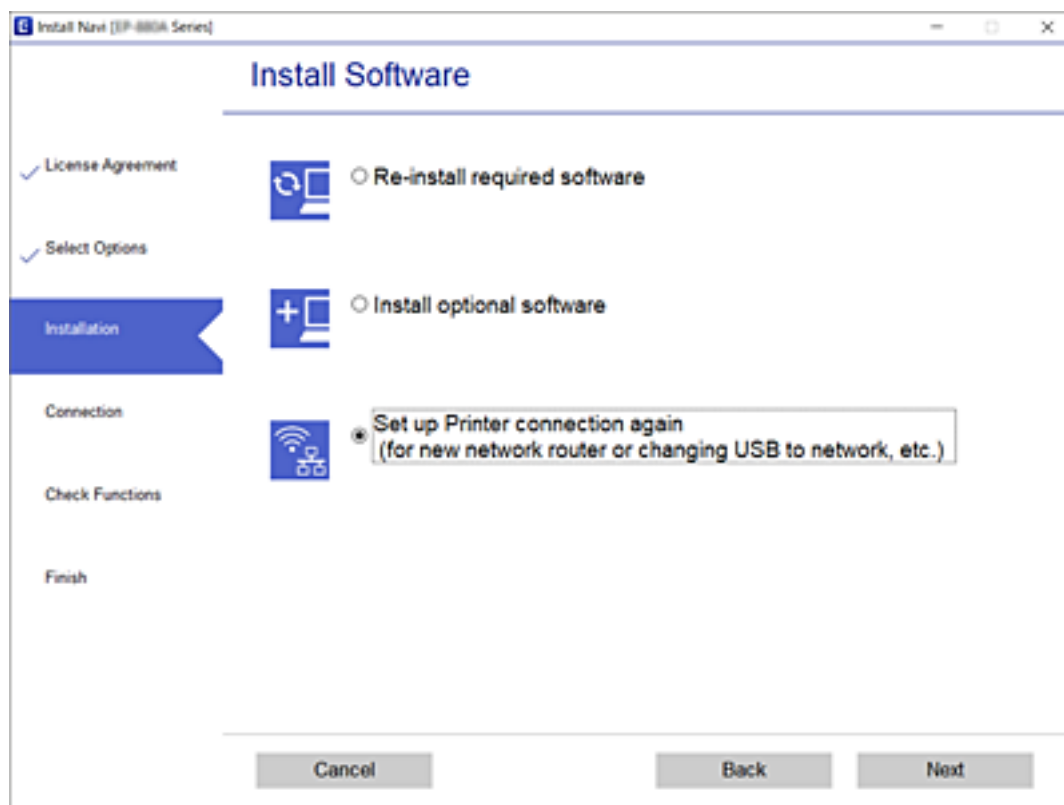 Install Navi [ Series]
Install Software
License Agreement
Select Options
Installation
Connection
Check Functions
Finish
Re-install required software
Install optional software
Set up Printer connection again
(for new network router or changing USB to network, etc.)
Cancel
Back
Next